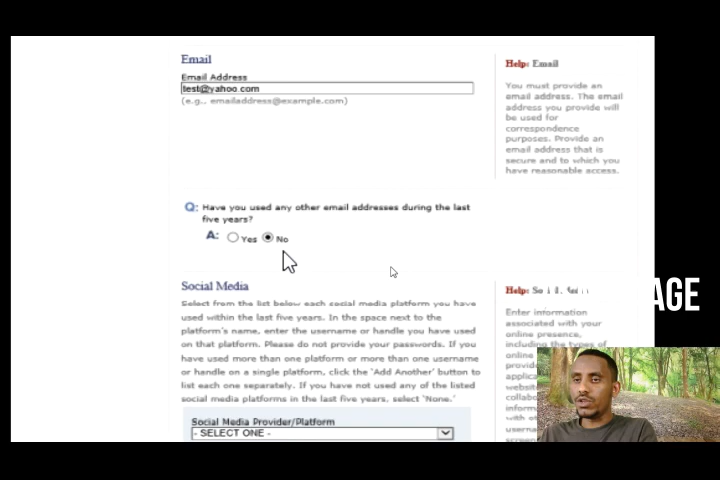 Email
Email Address
test@yahoo.com
(e.g., emailaddress@example.com)
Help: Email
You must provide an
email address. The email
address you provide will
be used for
correspondence
purposes. Provide an
email address that is
secure and to which you
have reasonable access.
Q: Have you used any other email addresses during the last
five years?
A: Yes No
Social Media
Select from the list below each social media platform you have
used within the last five years. In the space next to the
platform's name, enter the username or handle you have used
on that platform. Please do not provide your passwords. If you
have used more than one platform or more than one username
or handle on a single platform, click the 'Add Another' button to
list each one separately. If you have not used any of the listed
social media platforms in the last five years, select 'None.'
Social Media Provider/Platform
- SELECT ONE -
Help:
AGE
Enter information
associated with your
online presence,
including the types of
online